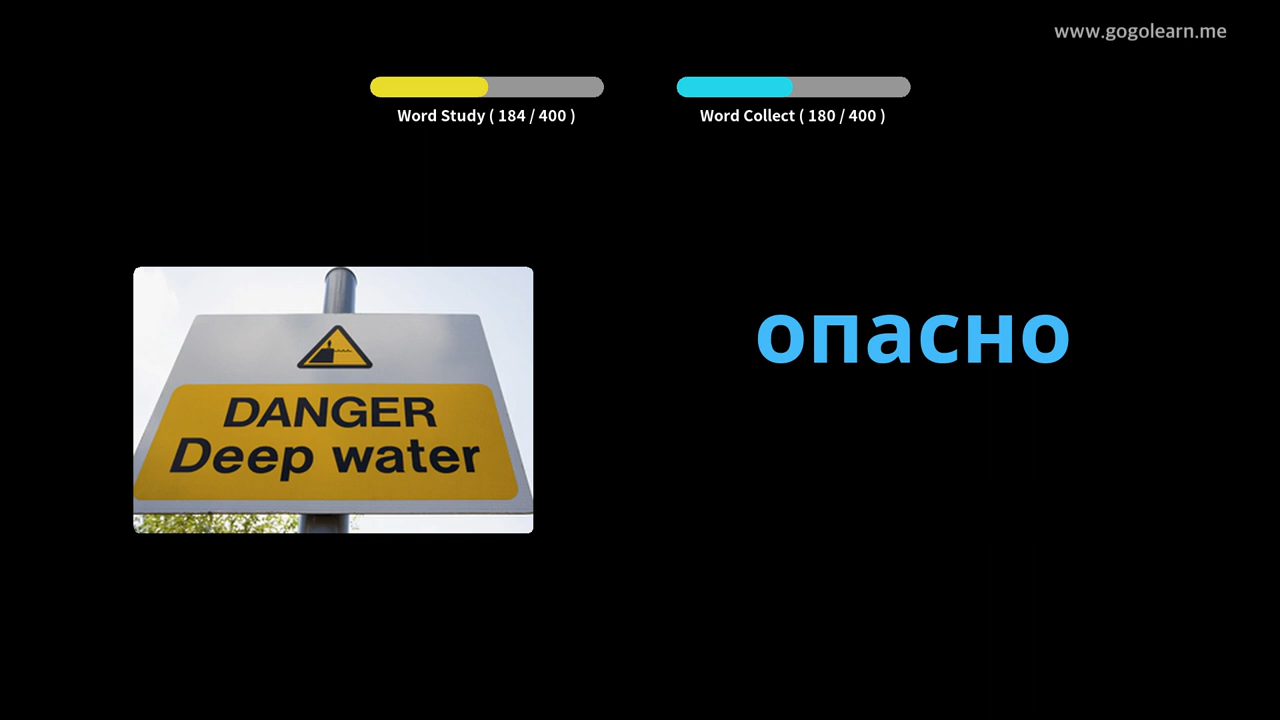 www.gogolearn.me
Word Study ( 184 / 400 )
Word Collect ( 180 / 400 )
DANGER
Deep water
опасно